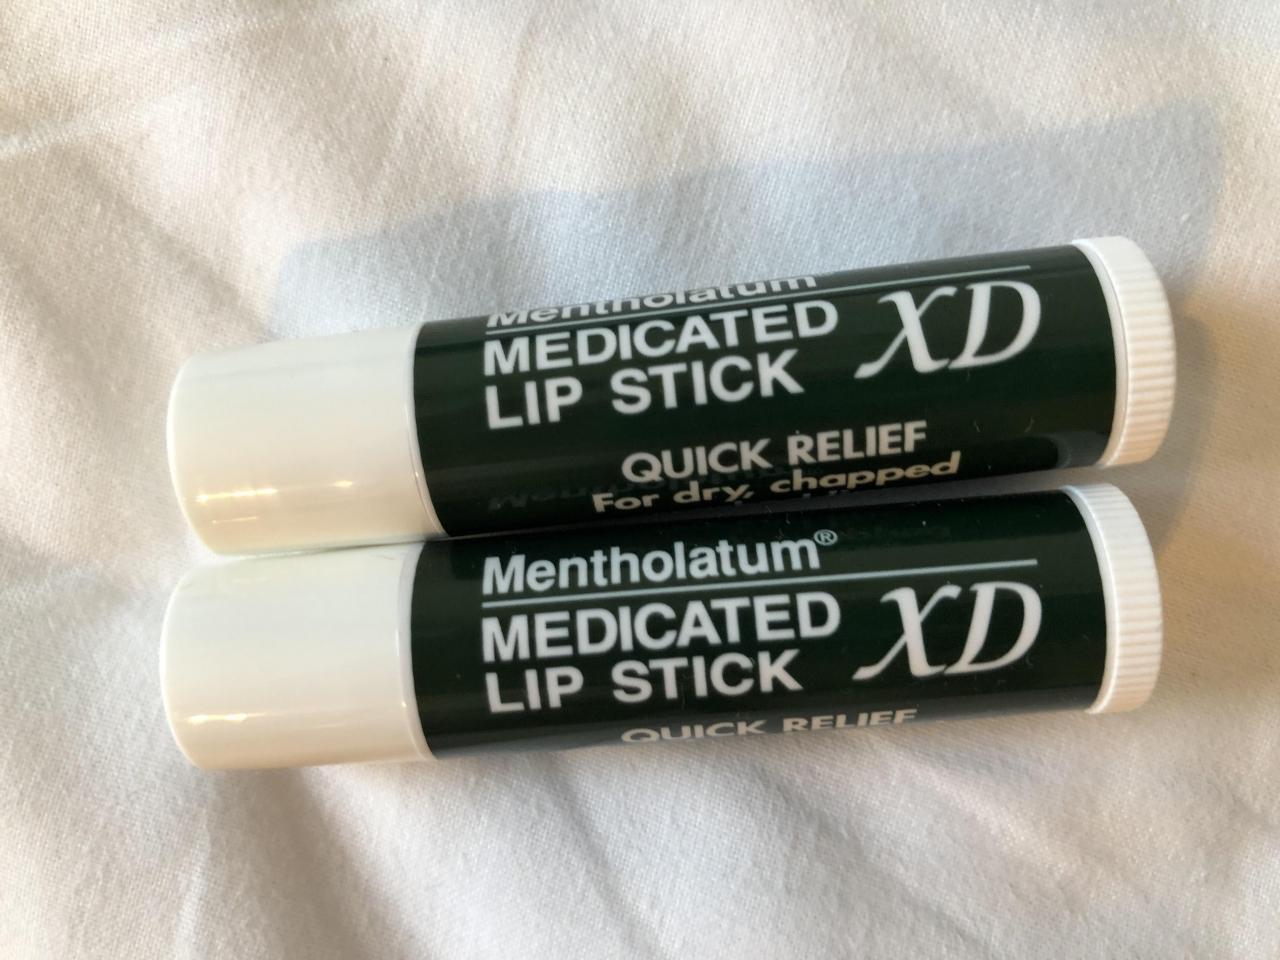 Mentholatum®
MEDICATED
LIP STICK XD
QUICK RELIEF
For dry, chapped
Mentholatum®
MEDICATED
LIP STICK XD
QUICK RELIEF